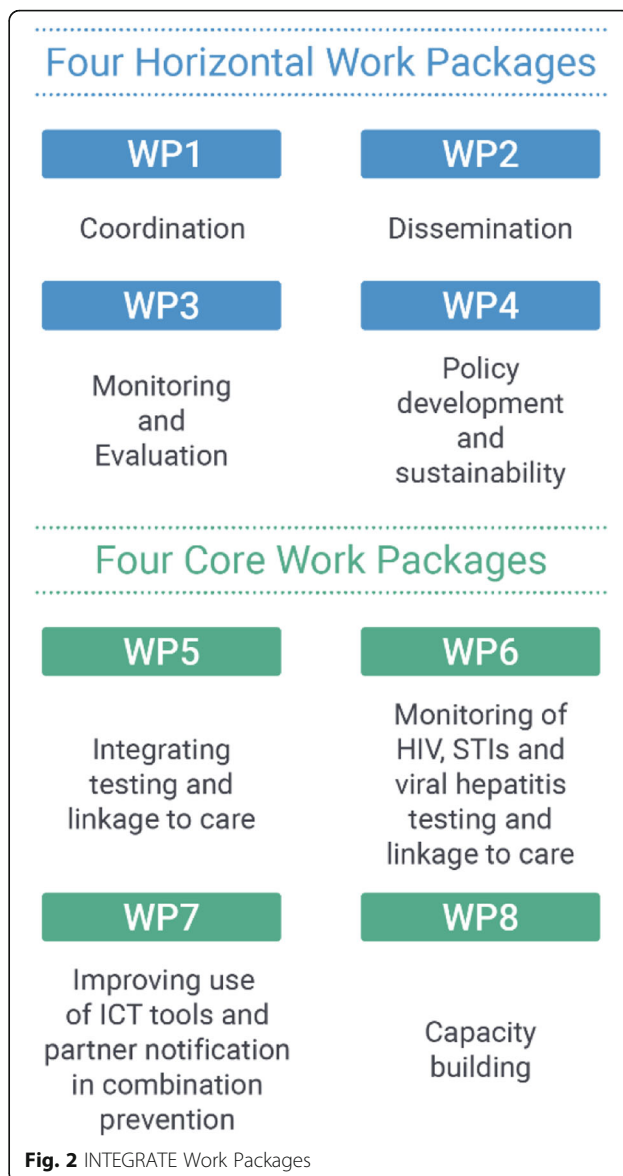 Four Horizontal Work Packages
WP1
Coordination
WP2
Dissemination
WP3
Monitoring
and
Evaluation
WP4
Policy
development
and
sustainability
Four Core Work Packages
WP5
Integrating
testing and
linkage to care
WP6
Monitoring of
HIV, STIs and
viral hepatitis
testing and
linkage to care
WP7
Improving use
of ICT tools and
partner notification
in combination
prevention
WP8
Capacity
building
Fig. 2 INTEGRATE Work Packages